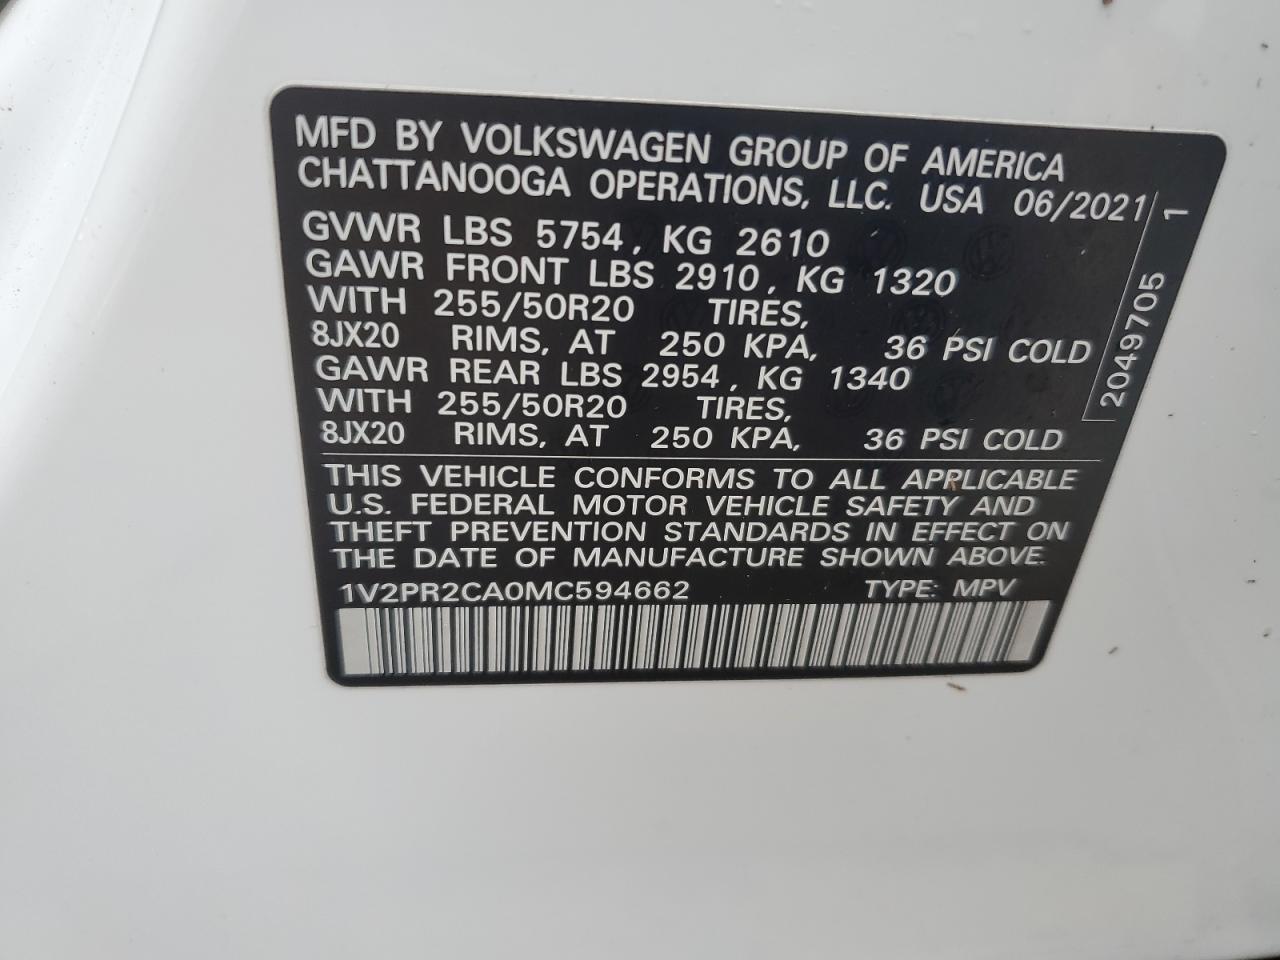 MFD BY VOLKSWAGEN GROUP OF AMERICA
CHATTANOOGA OPERATIONS, LLC. USA 06/2021
GVWR LBS 5754, KG 2610
GAWR FRONT LBS 2910, KG 1320
WITH 255/50R20 TIRES,
8JX20 RIMS, AT 250 KPA, 36 PSI COLD
GAWR REAR LBS 2954, KG 1340
WITH 255/50R20 TIRES,
8JX20 RIMS, AT 250 KPA, 36 PSI COLD
THIS VEHICLE CONFORMS TO ALL APPLICABLE
U.S. FEDERAL MOTOR VEHICLE SAFETY AND
THEFT PREVENTION STANDARDS IN EFFECT ON
THE DATE OF MANUFACTURE SHOWN ABOVE.
1V2PR2CA0MC594662 TYPE: MPV
2049705 1